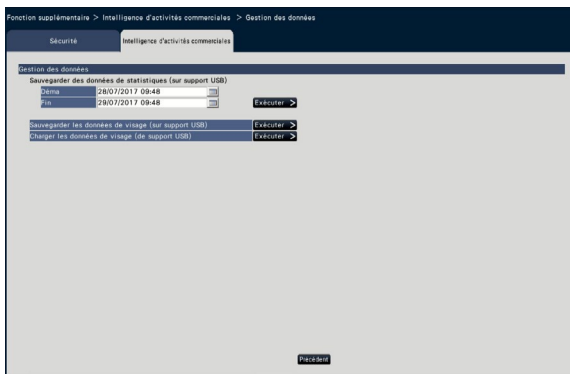 Fonction supplémentaire > Intelligence d'activités commerciales > Gestion des données
Sécurité Intelligence d'activités commerciales
Gestion des données
Sauvegarder des données de statistiques (sur support USB)
Déma 28/07/2017 09:48
Fin 29/07/2017 09:48 Exécuter >
Sauvegarder les données de visage (sur support USB) Exécuter >
Charger les données de visage (de support USB) Exécuter >
Précédent